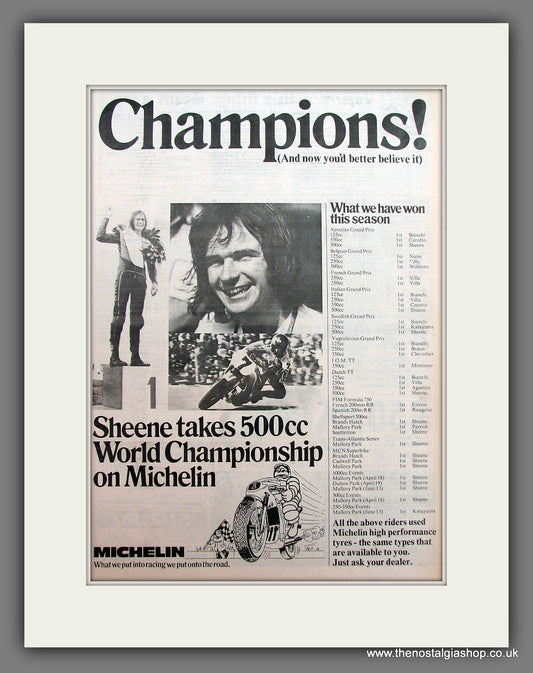 Champions!
(And now you'd better believe it)
What we have won
this season
Austrian Grand Prix
125cc 1st Bianchi
350cc 1st Cecotto
500cc 1st Sheene
Belgian Grand Prix
125cc 1st Nieto
250cc 1st Villa
500cc 1st Williams
French Grand Prix
250cc 1st Villa
350cc 1st Villa
Italian Grand Prix
125cc 1st Bianchi
250cc 1st Villa
350cc 1st Cecotto
500cc 1st Sheene
Swedish Grand Prix
125cc 1st Bianchi
250cc 1st Katayama
500cc 1st Sheene
Yugoslavian Grand Prix
125cc 1st Bianchi
250cc 1st Braun
350cc 1st Chevallier
I.O.M. TT
350cc 1st Mortimer
Dutch TT
125cc 1st Bianchi
250cc 1st Villa
350cc 1st Agostini
500cc 1st Sheene
FIM Formula 750
French 200mm RR 1st Estrosi
Spanish 200m RR 1st Rougerie
Shellsport 500cc
Brands Hatch 1st Sheene
Mallory Park 1st Parrish
Snetterton 1st Sheene
Trans-Atlantic Series
Mallory Park 1st Sheene
MCN Superbike
Brands Hatch 1st Sheene
Cadwell Park 1st Sheene
Mallory Park 1st Sheene
1000cc Events
Mallory Park (April 18) 1st Sheene
Oulton Park (April 19) 1st Sheene
Mallory Park (June 13) 1st Sheene
500cc Events
Mallory Park (April 18) 1st Sheene
250-350cc Events
Mallory Park (June 13) 1st Katayama
All the above riders used
Michelin high performance
tyres - the same types that
are available to you.
Just ask your dealer.
1
Sheene takes 500cc
World Championship
on Michelin
MICHELIN
What we put into racing we put onto the road.
www.thenostalgiashop.co.uk